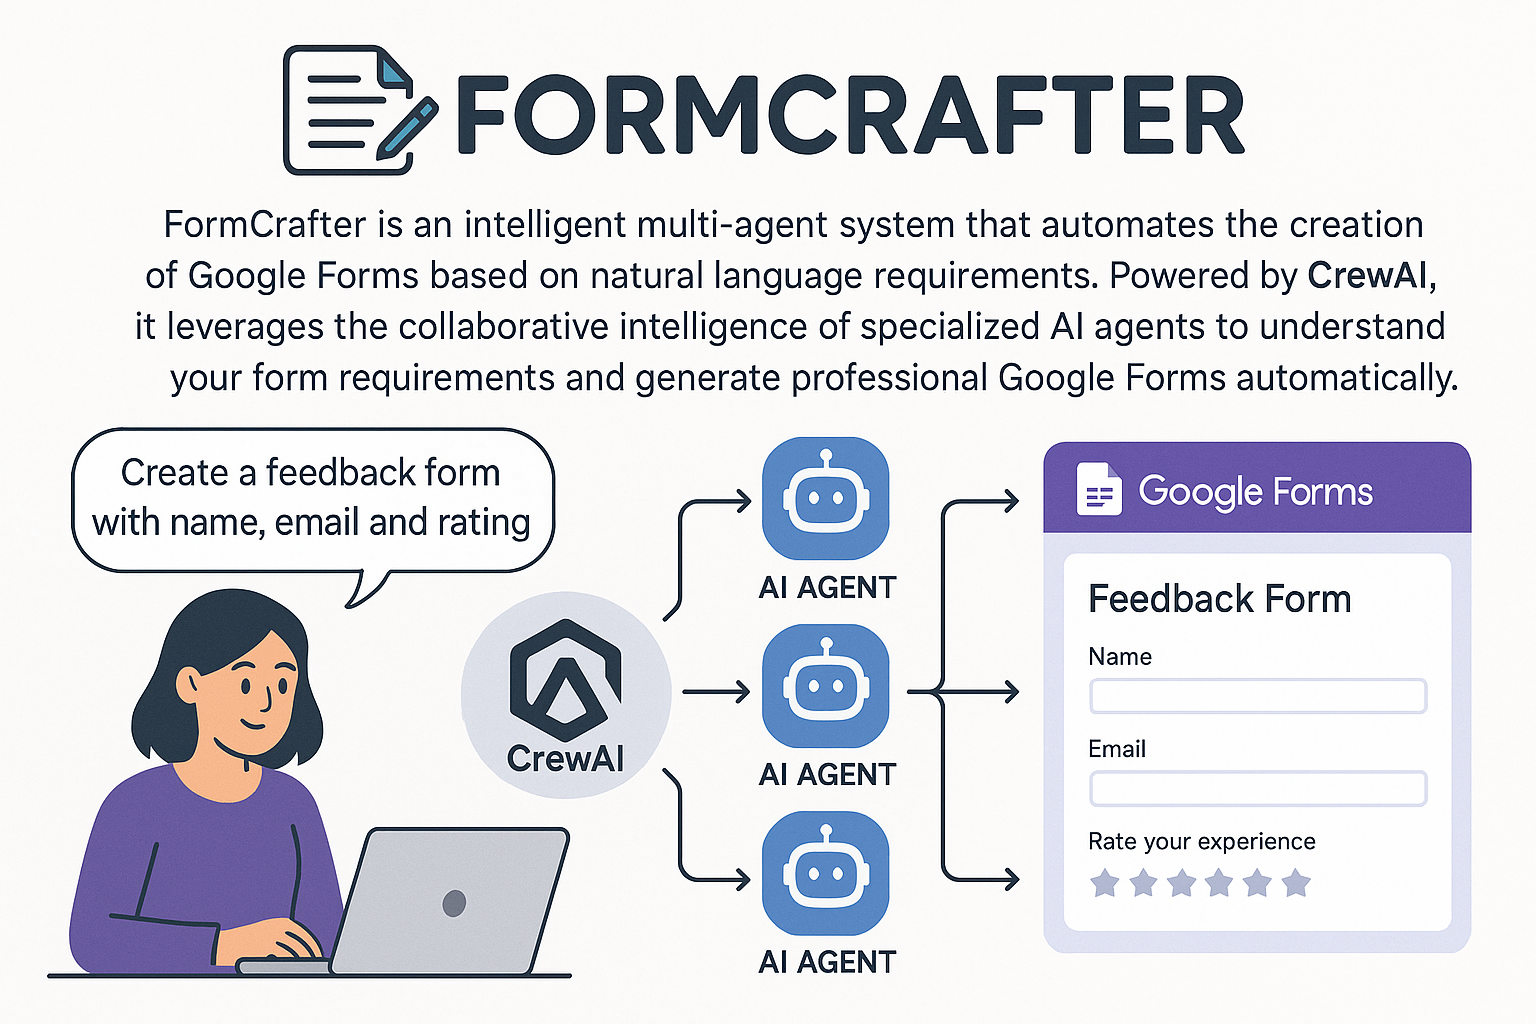 FORMCRAFTER
FormCrafter is an intelligent multi-agent system that automates the creation
of Google Forms based on natural language requirements. Powered by CrewAI,
it leverages the collaborative intelligence of specialized AI agents to understand
your form requirements and generate professional Google Forms automatically.
Create a feedback form
with name, email and rating
CrewAI
AI AGENT
AI AGENT
AI AGENT
Google Forms
Feedback Form
Name
Email
Rate your experience